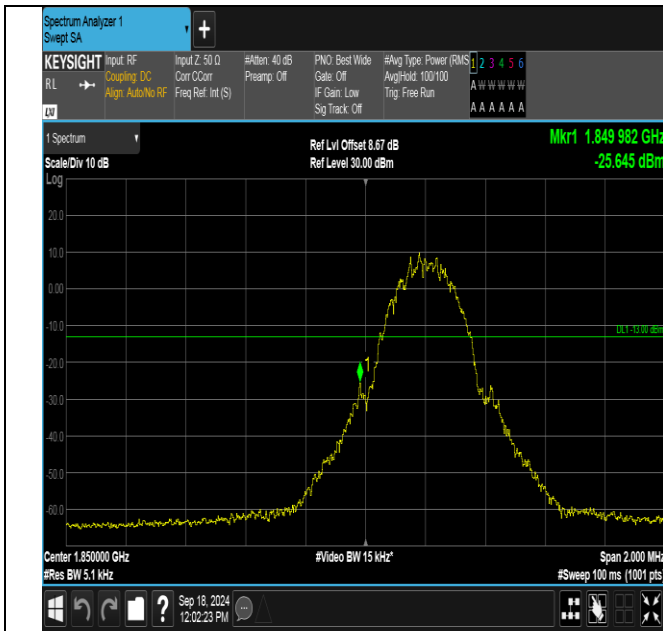 Spectrum Analyzer 1
Swept SA
KEYSIGHT
RL
LXI
Input: RF
Coupling: DC
Align: Auto/No RF
Input Z: 50 Ω
Corr CCorr
Freq Ref: Int (S)
#Atten: 40 dB
Preamp: Off
PNO: Best Wide
Gate: Off
IF Gain: Low
Sig Track: Off
#Avg Type: Power (RMS
Avg|Hold: 100/100
Trig: Free Run
1 2 3 4 5 6
A W W W W W
A A A A A A
1 Spectrum
Scale/Div 10 dB
Log
Ref Lvl Offset 8.67 dB
Ref Level 30.00 dBm
Mkr1 1.849 982 GHz
-25.645 dBm
20.0
10.0
0.00
-10.0
DL1 -13.00 dBm
-20.0
1
-30.0
-40.0
-50.0
-60.0
Center 1.850000 GHz
#Video BW 15 kHz*
Span 2.000 MHz
#Res BW 5.1 kHz
#Sweep 100 ms (1001 pts)
?
Sep 18, 2024
12:02:23 PM